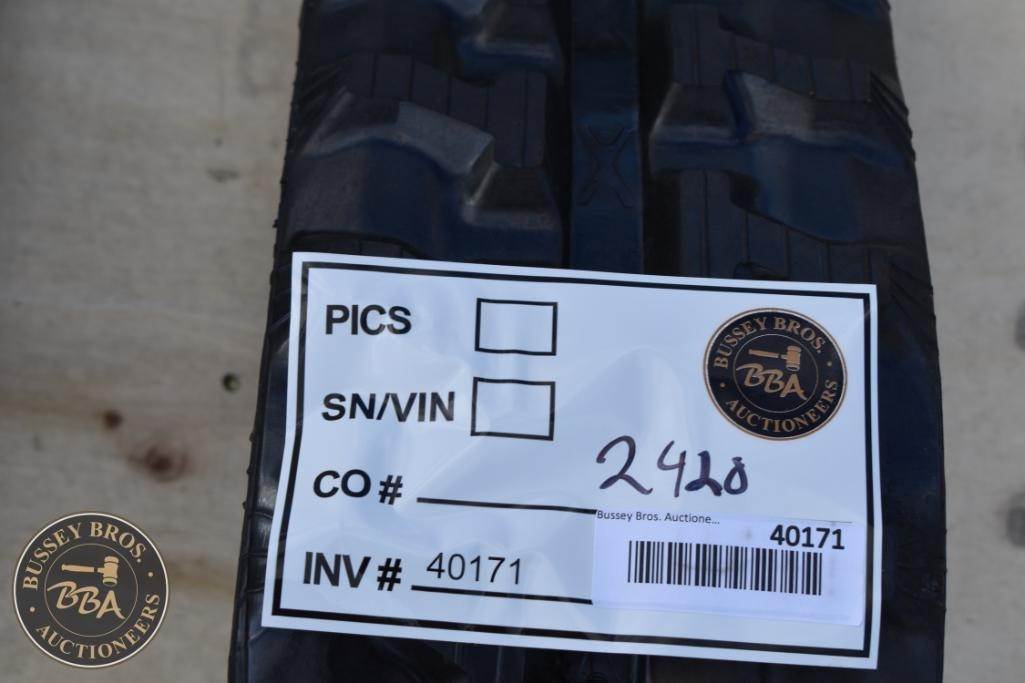 PICS
BUSSEY BROS.
BBA
AUCTIONEERS
SN/VIN
CO #
2420
Bussey Bros. Auctione...
40171
INV # 40171
BUSSEY BROS.
BBA
AUCTIONEERS